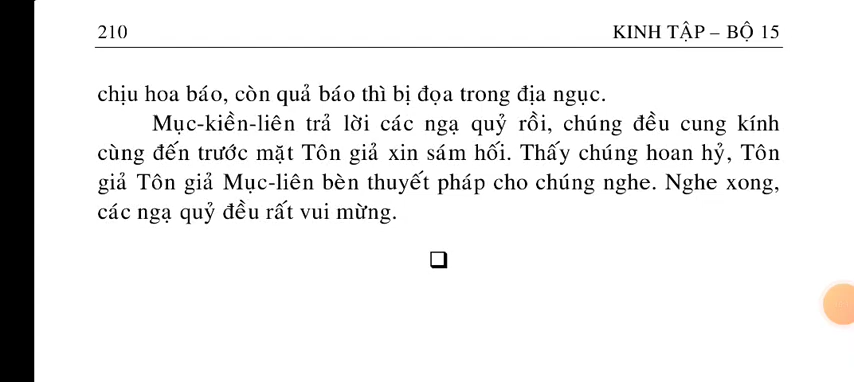 210
KINH TẬP – BỘ 15
chịu hoa báo, còn quả báo thì bị đọa trong địa ngục.
Mục-kiền-liên trả lời các ngạ quỷ rồi, chúng đều cung kính
cùng đến trước mặt Tôn giả xin sám hối. Thấy chúng hoan hỷ, Tôn
giả Tôn giả Mục-liên bèn thuyết pháp cho chúng nghe. Nghe xong,
các ngạ quỷ đều rất vui mừng.